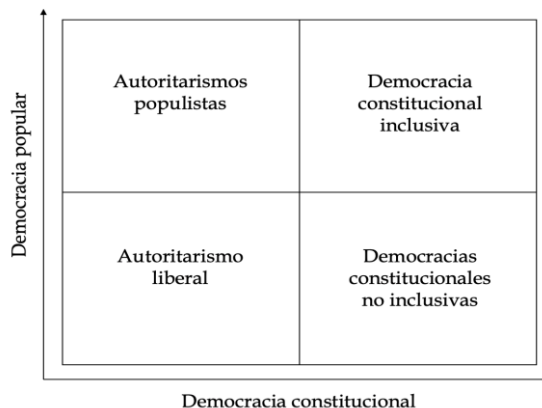 Democracia popular
Autoritarismos
populistas
Democracia
constitucional
inclusiva
Autoritarismo
liberal
Democracias
constitucionales
no inclusivas
Democracia constitucional